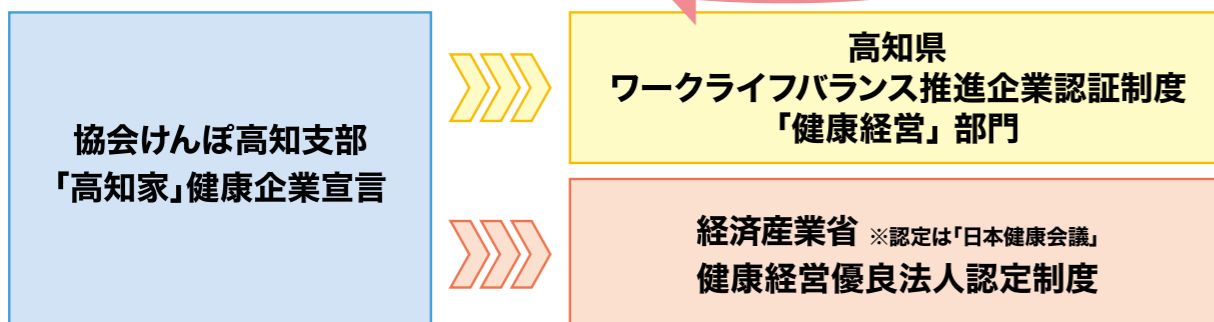 協会けんぽ高知支部
「高知家」健康企業宣言
高知県
ワークライフバランス推進企業認証制度
「健康経営」部門
経済産業省 ※認定は「日本健康会議」
健康経営優良法人認定制度